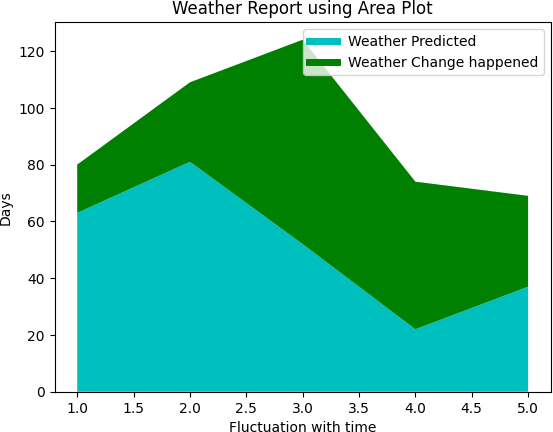 Weather Report using Area Plot
Weather Predicted
Weather Change happened
120
100
80
60
40
20
0
Days
1.0 1.5 2.0 2.5 3.0 3.5 4.0 4.5 5.0
Fluctuation with time